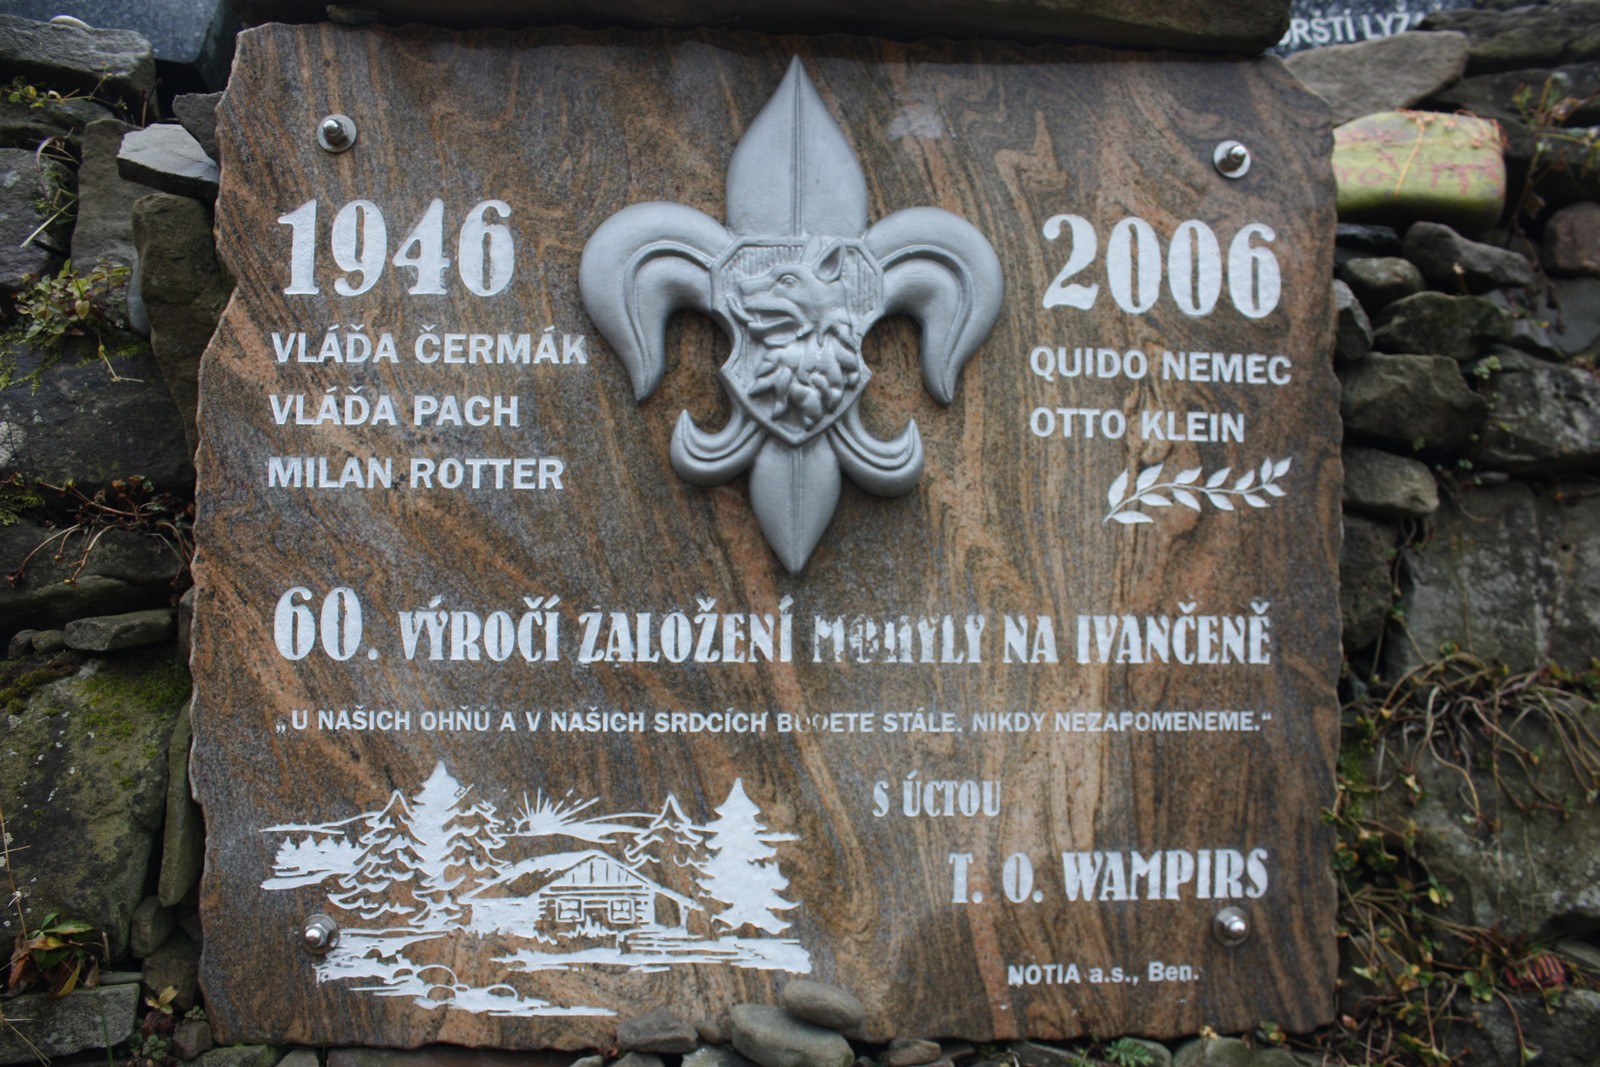 1946
VLÁĎA ČERMÁK
VLÁĎA PACH
MILAN ROTTER
2006
QUIDO NEMEC
OTTO KLEIN
60. VÝROČÍ ZALOŽENÍ MOHYLY NA IVANČENĚ
„U NAŠICH OHŇŮ A V NAŠICH SRDCÍCH BUDETE STÁLE. NIKDY NEZAPOMENEME.“
S ÚCTOU
T. O. WAMPIRS
NOTIA a.s., Ben.